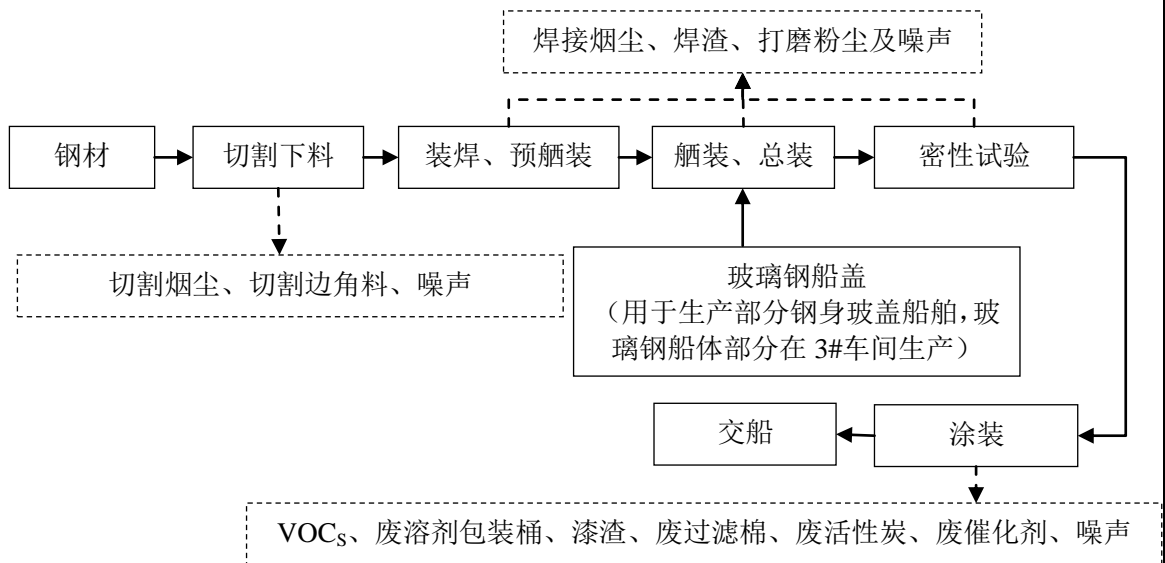 焊接烟尘、焊渣、打磨粉尘及噪声
钢材
切割下料
装焊、预舾装
舾装、总装
密性试验
切割烟尘、切割边角料、噪声
玻璃钢船盖
（用于生产部分钢身玻盖船舶，玻
璃钢船体部分在 3#车间生产）
交船
涂装
VOCS、废溶剂包装桶、漆渣、废过滤棉、废活性炭、废催化剂、噪声